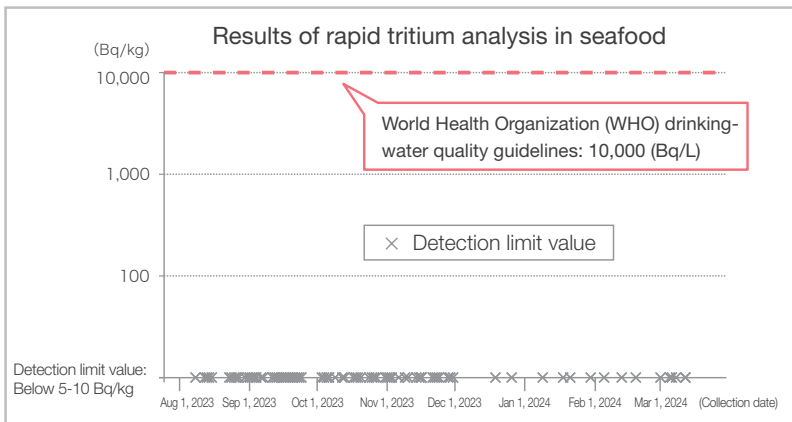 Results of rapid tritium analysis in seafood
(Bq/kg)
10,000
World Health Organization (WHO) drinking-
water quality guidelines: 10,000 (Bq/L)
1,000
× Detection limit value
100
Detection limit value:
Below 5-10 Bq/kg
Aug 1, 2023 Sep 1, 2023 Oct 1, 2023 Nov 1, 2023 Dec 1, 2023 Jan 1, 2024 Feb 1, 2024 Mar 1, 2024 (Collection date)